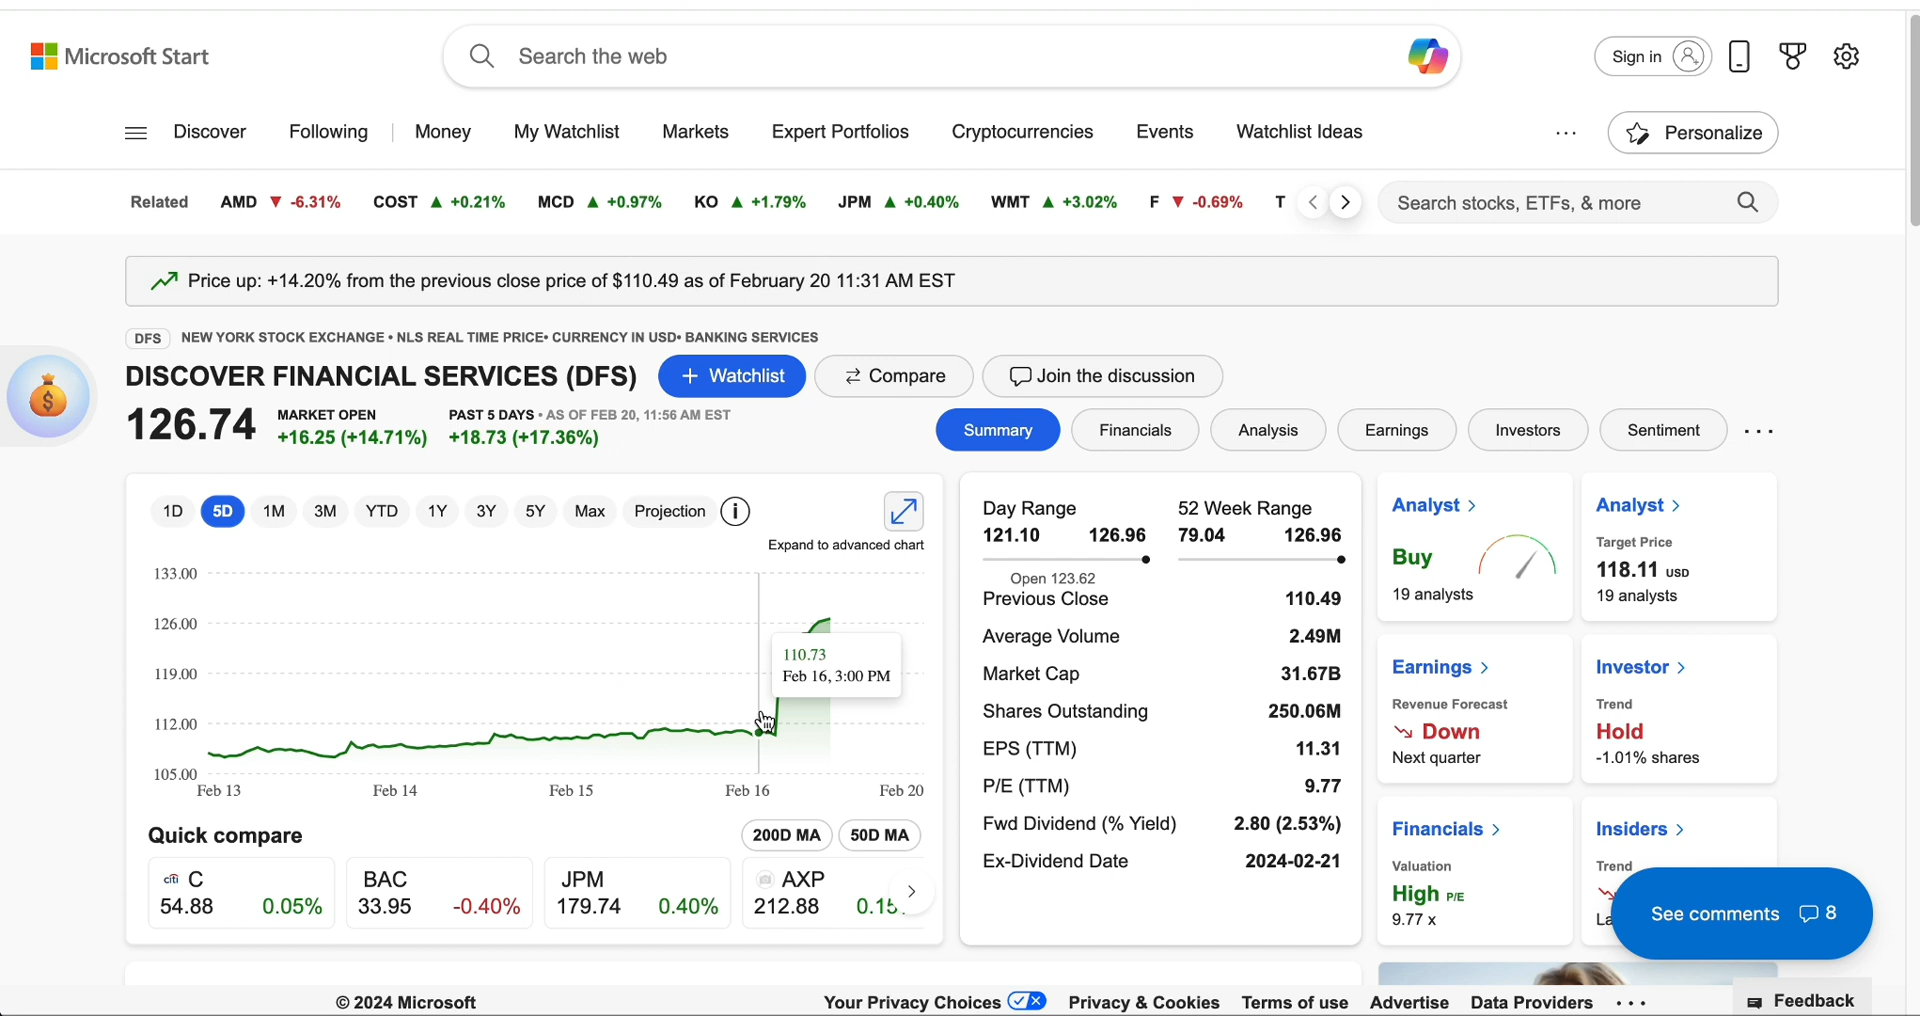 Microsoft Start
Search the web
Sign in
Discover Following Money My Watchlist Markets Expert Portfolios Cryptocurrencies Events Watchlist Ideas ... Personalize
Related AMD ▼ -6.31% COST ▲ +0.21% MCD ▲ +0.97% KO ▲ +1.79% JPM ▲ +0.40% WMT ▲ +3.02% F ▼ -0.69% T
Search stocks, ETFs, & more
Price up: +14.20% from the previous close price of $110.49 as of February 20 11:31 AM EST
DFS NEW YORK STOCK EXCHANGE • NLS REAL TIME PRICE• CURRENCY IN USD• BANKING SERVICES
DISCOVER FINANCIAL SERVICES (DFS) + Watchlist Compare Join the discussion
126.74
MARKET OPEN
+16.25 (+14.71%)
PAST 5 DAYS • AS OF FEB 20, 11:56 AM EST
+18.73 (+17.36%)
Summary Financials Analysis Earnings Investors Sentiment ...
1D 5D 1M 3M YTD 1Y 3Y 5Y Max Projection i
Expand to advanced chart
133.00
126.00
119.00
112.00
105.00
110.73
Feb 16, 3:00 PM
Feb 13 Feb 14 Feb 15 Feb 16 Feb 20
Quick compare 200D MA 50D MA
citi C
54.88 0.05%
BAC
33.95 -0.40%
JPM
179.74 0.40%
AXP
212.88
Day Range
121.10 126.96
Open 123.62
52 Week Range
79.04 126.96
Previous Close 110.49
Average Volume 2.49M
Market Cap 31.67B
Shares Outstanding 250.06M
EPS (TTM) 11.31
P/E (TTM) 9.77
Fwd Dividend (% Yield) 2.80 (2.53%)
Ex-Dividend Date 2024-02-21
Analyst >
Buy
19 analysts
Analyst >
Target Price
118.11 USD
19 analysts
Earnings >
Revenue Forecast
Down
Next quarter
Investor >
Trend
Hold
-1.01% shares
Financials >
Valuation
High P/E
9.77 x
Insiders >
Trend
See comments 8
© 2024 Microsoft
Your Privacy Choices Privacy & Cookies Terms of use Advertise Data Providers ... Feedback